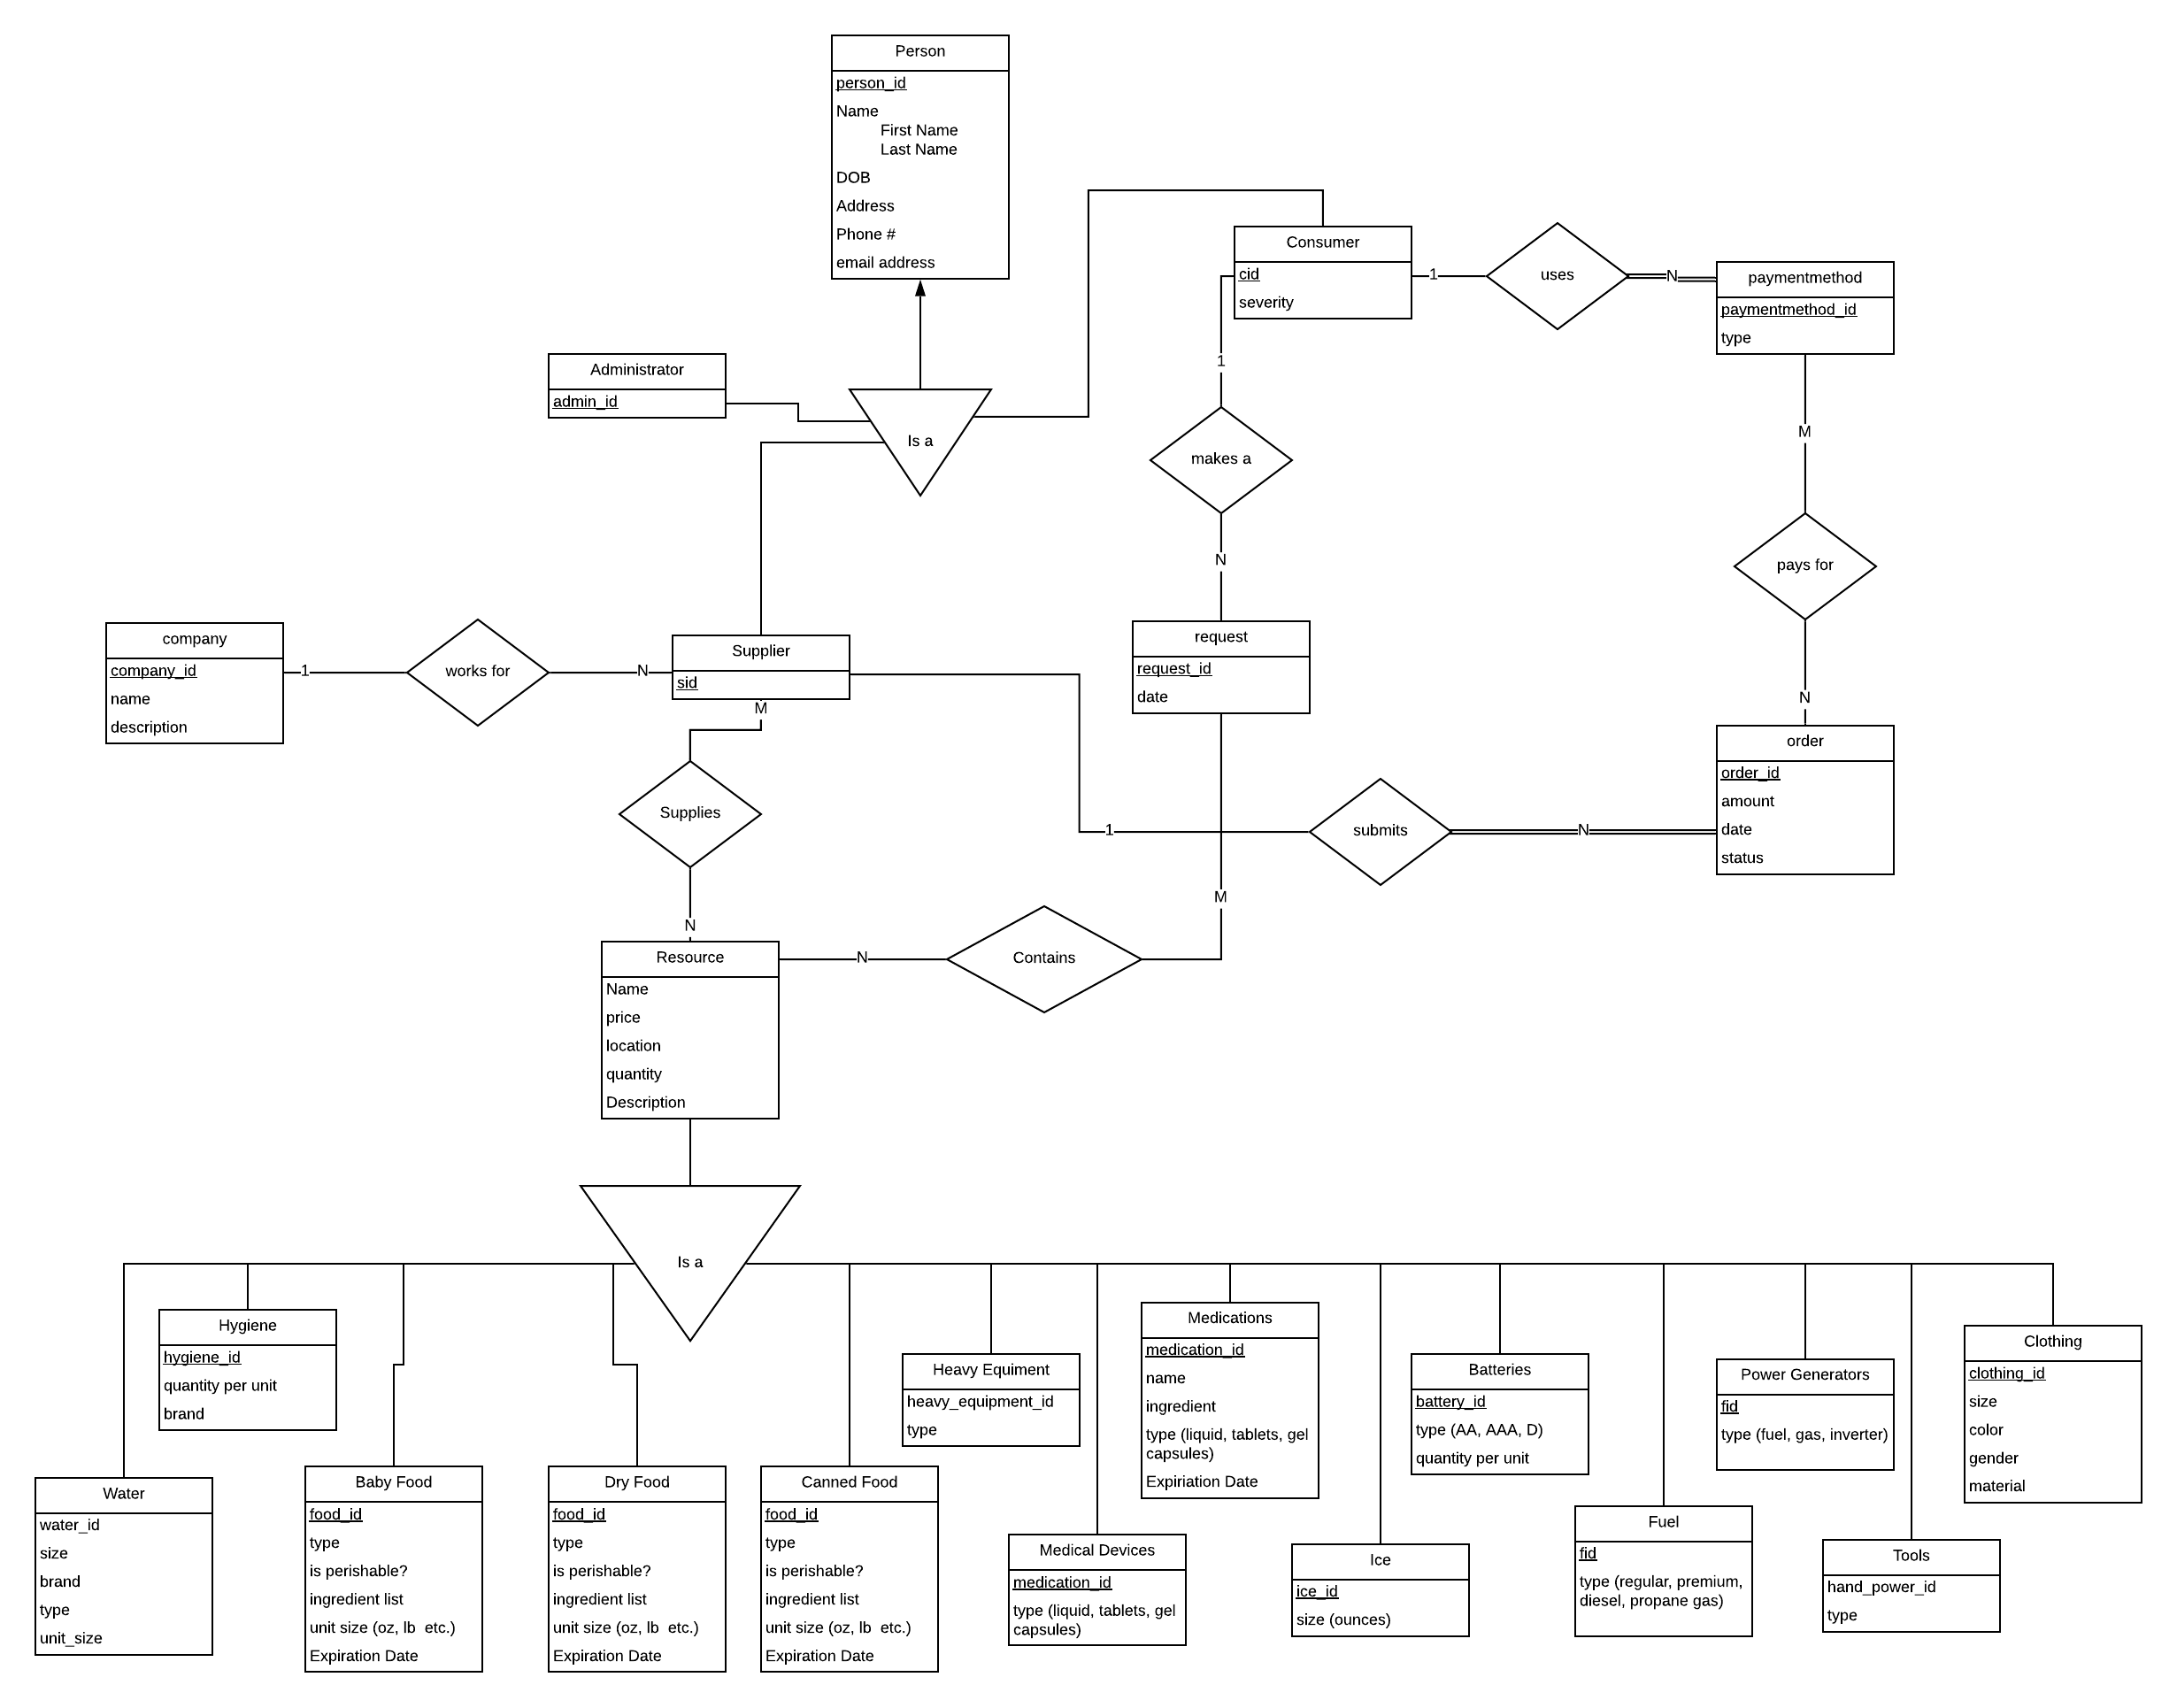 Person
person_id
Name
First Name
Last Name
DOB
Address
Phone #
email address
Consumer
cid
severity
1
uses
N
paymentmethod
paymentmethod_id
type
Administrator
admin_id
Is a
1
makes a
N
M
pays for
N
company
company_id
name
description
1
works for
N
Supplier
sid
M
request
request_id
date
order
order_id
amount
date
status
Supplies
N
1
submits
N
M
Resource
Name
price
location
quantity
Description
N
Contains
Is a
Hygiene
hygiene_id
quantity per unit
brand
Water
water_id
size
brand
type
unit_size
Baby Food
food_id
type
is perishable?
ingredient list
unit size (oz, lb  etc.)
Expiration Date
Dry Food
food_id
type
is perishable?
ingredient list
unit size (oz, lb  etc.)
Expiration Date
Canned Food
food_id
type
is perishable?
ingredient list
unit size (oz, lb  etc.)
Expiration Date
Heavy Equiment
heavy_equipment_id
type
Medical Devices
medication_id
type (liquid, tablets, gel
capsules)
Medications
medication_id
name
ingredient
type (liquid, tablets, gel
capsules)
Expiriation Date
Ice
ice_id
size (ounces)
Batteries
battery_id
type (AA, AAA, D)
quantity per unit
Fuel
fid
type (regular, premium,
diesel, propane gas)
Power Generators
fid
type (fuel, gas, inverter)
Tools
hand_power_id
type
Clothing
clothing_id
size
color
gender
material